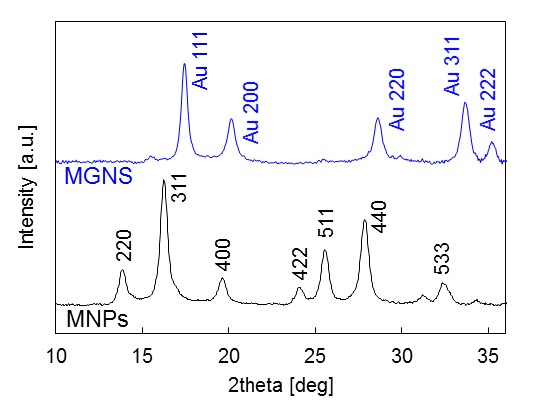 Au 111
Au 200
Au 220
Au 311
Au 222
MGNS
220
311
400
422
511
440
533
MNPs
Intensity [a.u.]
10 15 20 25 30 35
2theta [deg]